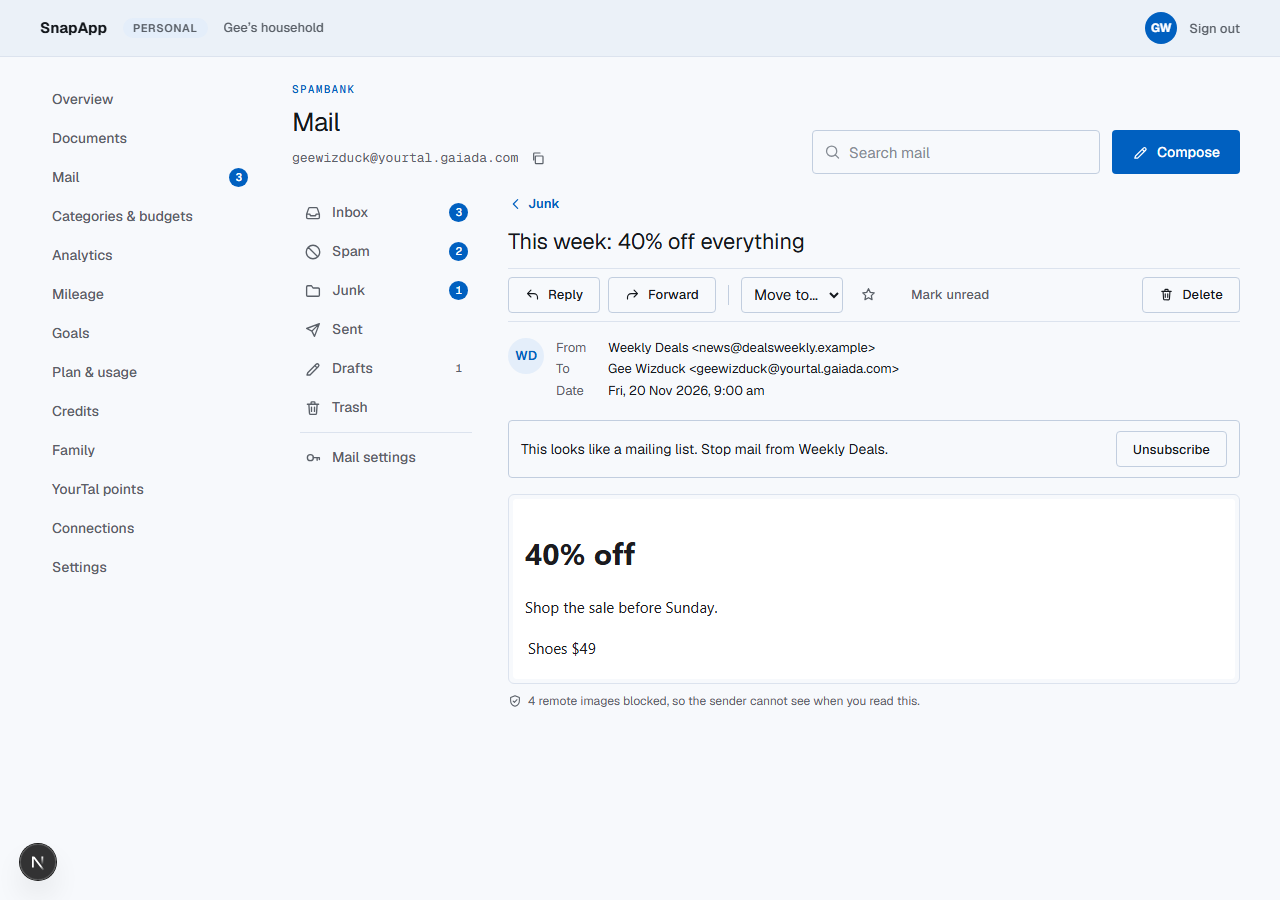 SnapApp PERSONAL Gee's household GW Sign out
Overview
Documents
Mail 3
Categories & budgets
Analytics
Mileage
Goals
Plan & usage
Credits
Family
YourTal points
Connections
Settings
SPAMBANK
Mail
geewizduck@yourtal.gaiada.com
Search mail
Compose
Inbox 3
Spam 2
Junk 1
Sent
Drafts 1
Trash
Mail settings
Junk
This week: 40% off everything
Reply Forward Move to... Mark unread Delete
WD
From Weekly Deals <news@dealsweekly.example>
To Gee Wizduck <geewizduck@yourtal.gaiada.com>
Date Fri, 20 Nov 2026, 9:00 am
This looks like a mailing list. Stop mail from Weekly Deals. Unsubscribe
40% off
Shop the sale before Sunday.
Shoes $49
4 remote images blocked, so the sender cannot see when you read this.
N